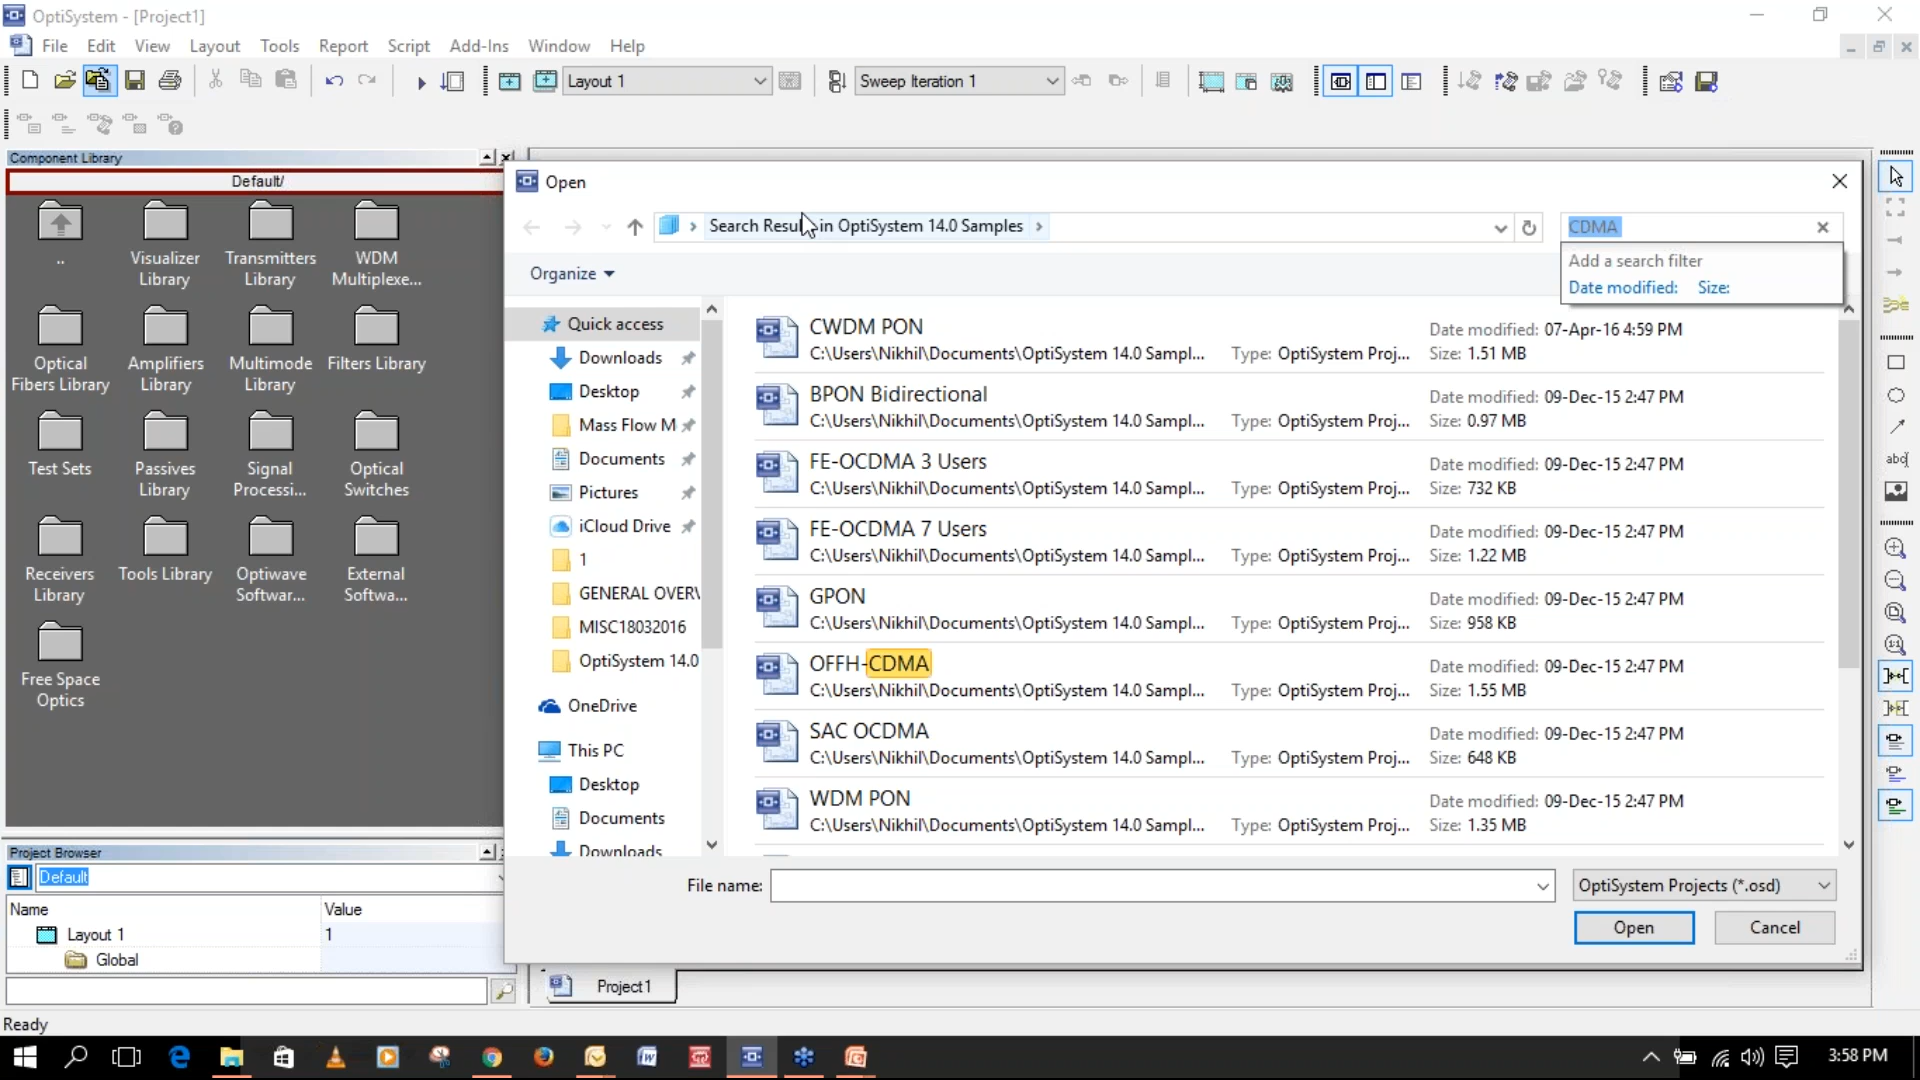 OptiSystem - [Project1]
File Edit View Layout Tools Report Script Add-Ins Window Help
Layout 1
Sweep Iteration 1
Component Library
Default/
..
Visualizer Library
Transmitters Library
WDM Multiplexe...
Optical Fibers Library
Amplifiers Library
Multimode Library
Filters Library
Test Sets
Passives Library
Signal Processi...
Optical Switches
Receivers Library
Tools Library
Optiwave Softwar...
External Softwa...
Free Space Optics
Project Browser
Default
Name Value
Layout 1 1
Global
Ready
Open
Search Results in OptiSystem 14.0 Samples
CDMA
Add a search filter
Date modified: Size:
Organize
Quick access
Downloads
Desktop
Mass Flow M
Documents
Pictures
iCloud Drive
1
GENERAL OVERV
MISC18032016
OptiSystem 14.0
OneDrive
This PC
Desktop
Documents
Downloads
CWDM PON Date modified: 07-Apr-16 4:59 PM
C:\Users\Nikhil\Documents\OptiSystem 14.0 Sampl... Type: OptiSystem Proj... Size: 1.51 MB
BPON Bidirectional Date modified: 09-Dec-15 2:47 PM
C:\Users\Nikhil\Documents\OptiSystem 14.0 Sampl... Type: OptiSystem Proj... Size: 0.97 MB
FE-OCDMA 3 Users Date modified: 09-Dec-15 2:47 PM
C:\Users\Nikhil\Documents\OptiSystem 14.0 Sampl... Type: OptiSystem Proj... Size: 732 KB
FE-OCDMA 7 Users Date modified: 09-Dec-15 2:47 PM
C:\Users\Nikhil\Documents\OptiSystem 14.0 Sampl... Type: OptiSystem Proj... Size: 1.22 MB
GPON Date modified: 09-Dec-15 2:47 PM
C:\Users\Nikhil\Documents\OptiSystem 14.0 Sampl... Type: OptiSystem Proj... Size: 958 KB
OFFH-CDMA Date modified: 09-Dec-15 2:47 PM
C:\Users\Nikhil\Documents\OptiSystem 14.0 Sampl... Type: OptiSystem Proj... Size: 1.55 MB
SAC OCDMA Date modified: 09-Dec-15 2:47 PM
C:\Users\Nikhil\Documents\OptiSystem 14.0 Sampl... Type: OptiSystem Proj... Size: 648 KB
WDM PON Date modified: 09-Dec-15 2:47 PM
C:\Users\Nikhil\Documents\OptiSystem 14.0 Sampl... Type: OptiSystem Proj... Size: 1.35 MB
File name: OptiSystem Projects (*.osd)
Open Cancel
Project1
abc
3:58 PM